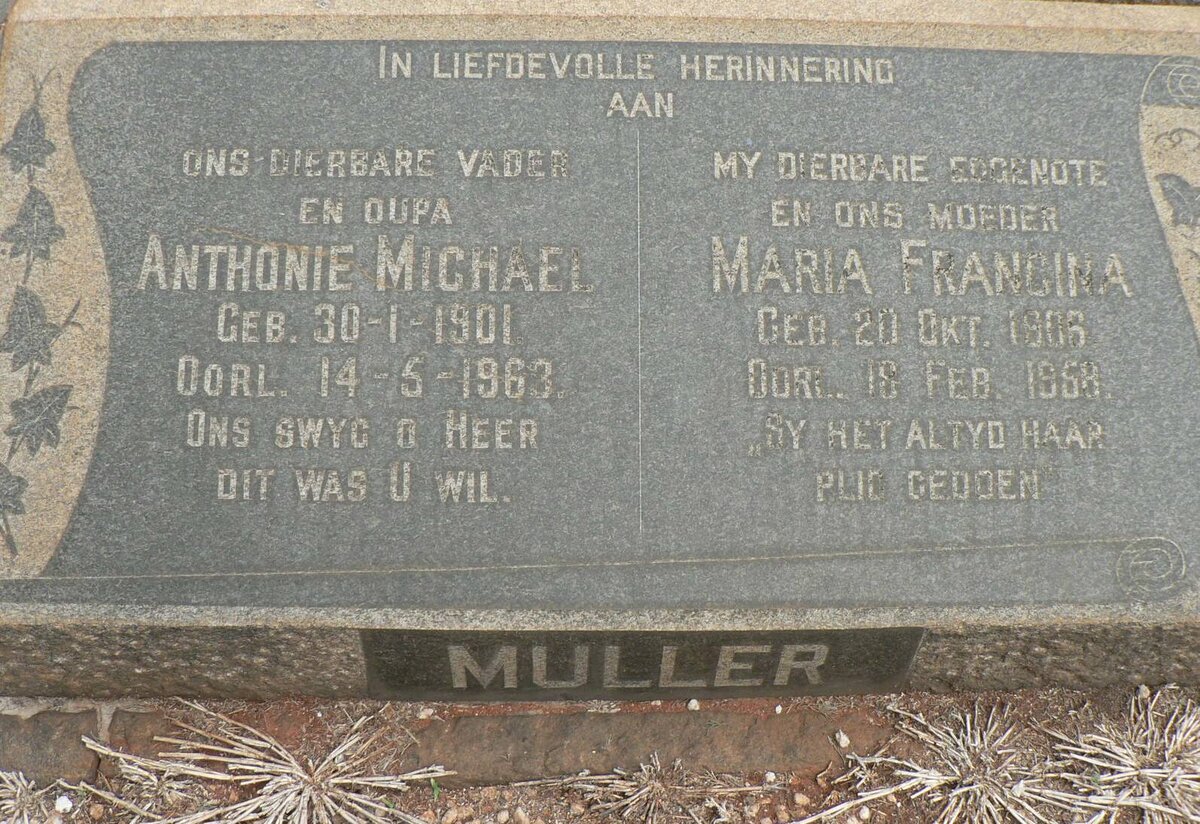 IN LIEFDEVOLLE HERINNERING
AAN
ONS DIERBARE VADER
EN OUPA
ANTHONIE MICHAEL
GEB. 30-1-1901.
OORL. 14-5-1963.
ONS SWYG O HEER
DIT WAS U WIL.
MY DIERBARE EGGENOTE
EN ONS MOEDER
MARIA FRANCINA
GEB. 20 OKT. 1906.
OORL. 18 FEB. 1958.
„SY HET ALTYD HAAR
PLIG GEDOEN"
MULLER